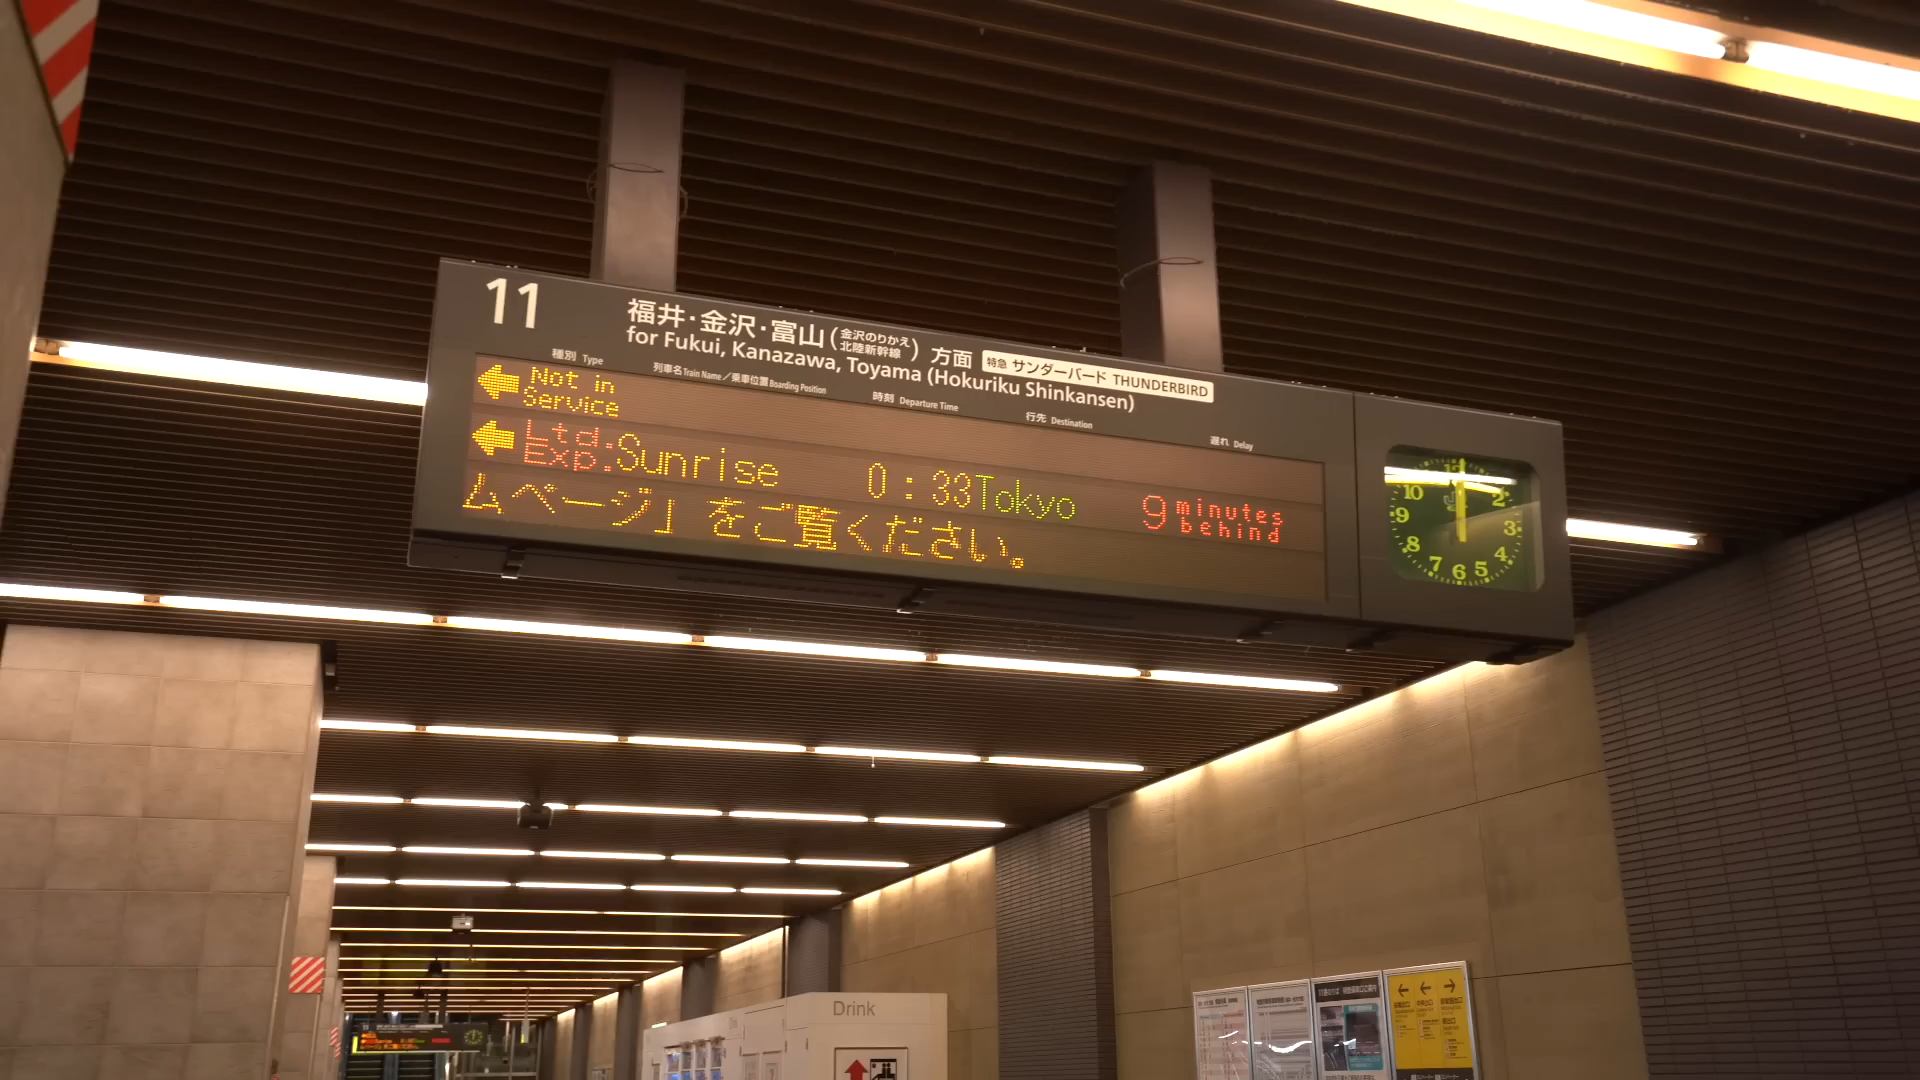 11
福井・金沢・富山(金沢のりかえ 北陸新幹線)方面 特急 サンダーバード THUNDERBIRD
for Fukui, Kanazawa, Toyama (Hokuriku Shinkansen)
種別 Type 列車名 Train Name／乗車位置 Boarding Position 時刻 Departure Time 行先 Destination 遅れ Delay
Not in Service
Ltd. Exp. Sunrise 0:33 Tokyo 9 minutes behind
ムページ」をご覧ください。
12 2 3 4 5 6 7 8 9 10
Drink